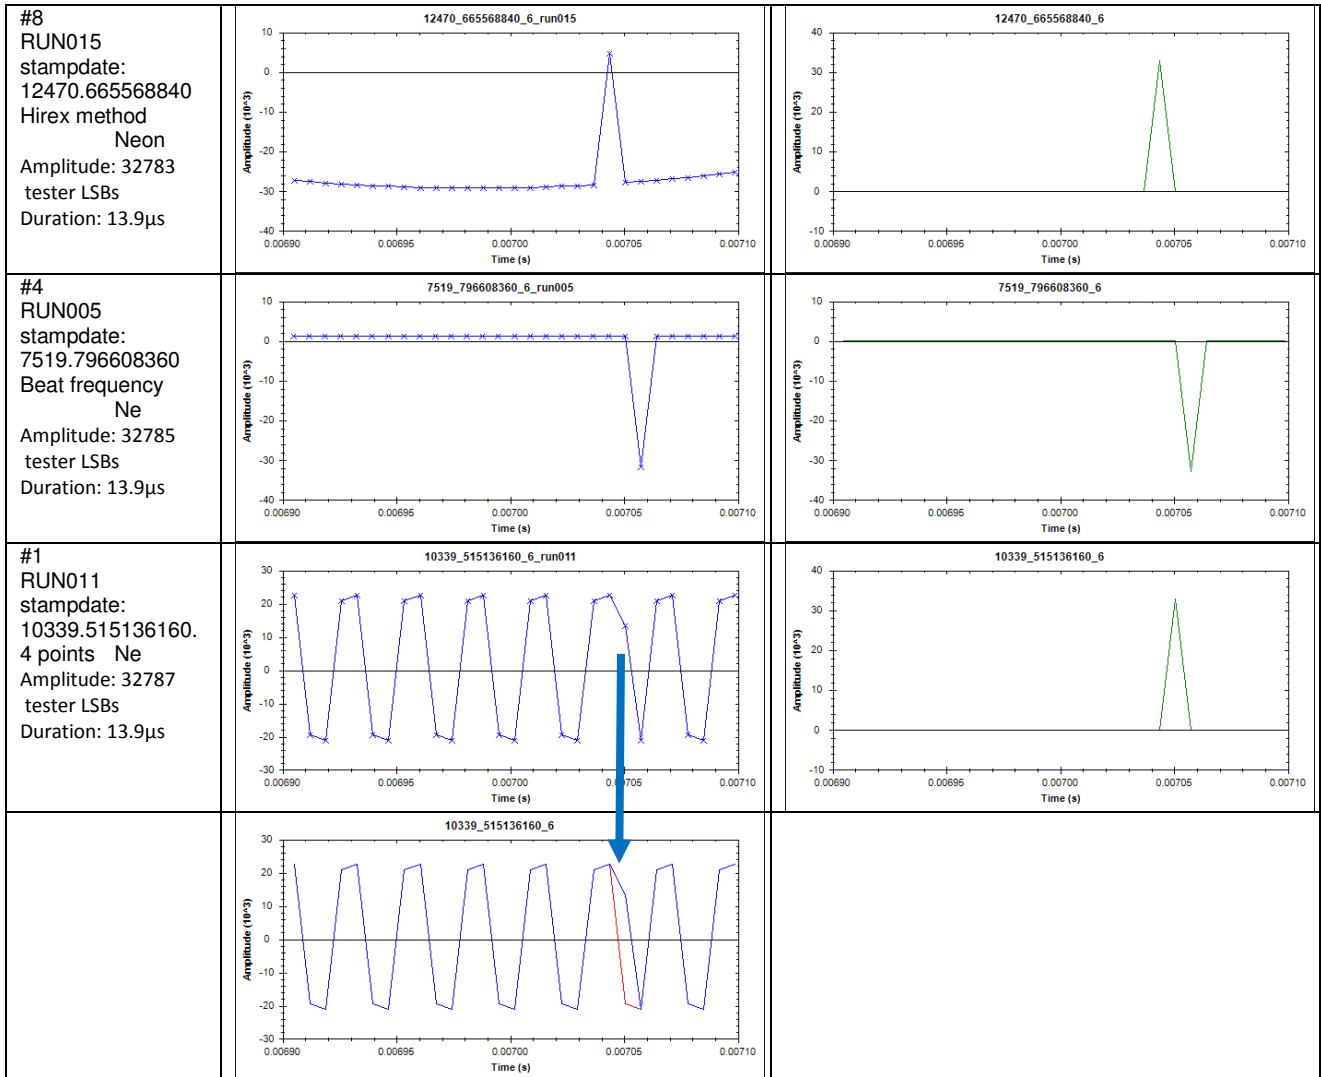 #8
RUN015
stampdate:
12470.665568840
Hirex method
Neon
Amplitude: 32783
tester LSBs
Duration: 13.9µs
12470_665568840_6_run015
10
0
-10
-20
-30
-40
Amplitude (10^3)
0.00690 0.00695 0.00700 0.00705 0.00710
Time (s)
12470_665568840_6
40
30
20
10
0
-10
Amplitude (10^3)
0.00690 0.00695 0.00700 0.00705 0.00710
Time (s)
#4
RUN005
stampdate:
7519.796608360
Beat frequency
Ne
Amplitude: 32785
tester LSBs
Duration: 13.9µs
7519_796608360_6_run005
10
0
-10
-20
-30
-40
Amplitude (10^3)
0.00690 0.00695 0.00700 0.00705 0.00710
Time (s)
7519_796608360_6
10
0
-10
-20
-30
-40
Amplitude (10^3)
0.00690 0.00695 0.00700 0.00705 0.00710
Time (s)
#1
RUN011
stampdate:
10339.515136160.
4 points Ne
Amplitude: 32787
tester LSBs
Duration: 13.9µs
10339_515136160_6_run011
30
20
10
0
-10
-20
-30
Amplitude (10^3)
0.00690 0.00695 0.00700 0.00705 0.00710
Time (s)
10339_515136160_6
40
30
20
10
0
-10
Amplitude (10^3)
0.00690 0.00695 0.00700 0.00705 0.00710
Time (s)
10339_515136160_6
30
20
10
0
-10
-20
-30
Amplitude (10^3)
0.00690 0.00695 0.00700 0.00705 0.00710
Time (s)